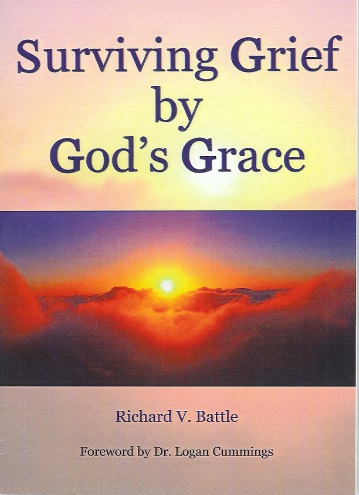 Surviving Grief
by
God's Grace
Richard V. Battle
Foreword by Dr. Logan Cummings